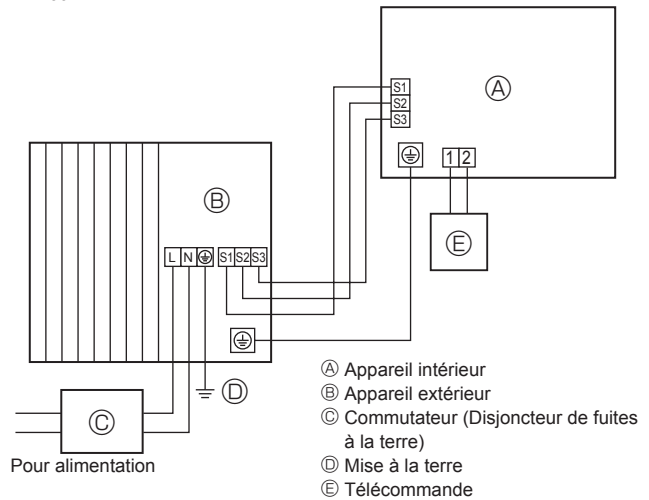 S1
S2
S3
Ⓐ
1 2
Ⓑ
Ⓔ
L N S1 S2 S3
Ⓓ
Ⓒ
Pour alimentation
Ⓐ Appareil intérieur
Ⓑ Appareil extérieur
Ⓒ Commutateur (Disjoncteur de fuites
à la terre)
Ⓓ Mise à la terre
Ⓔ Télécommande